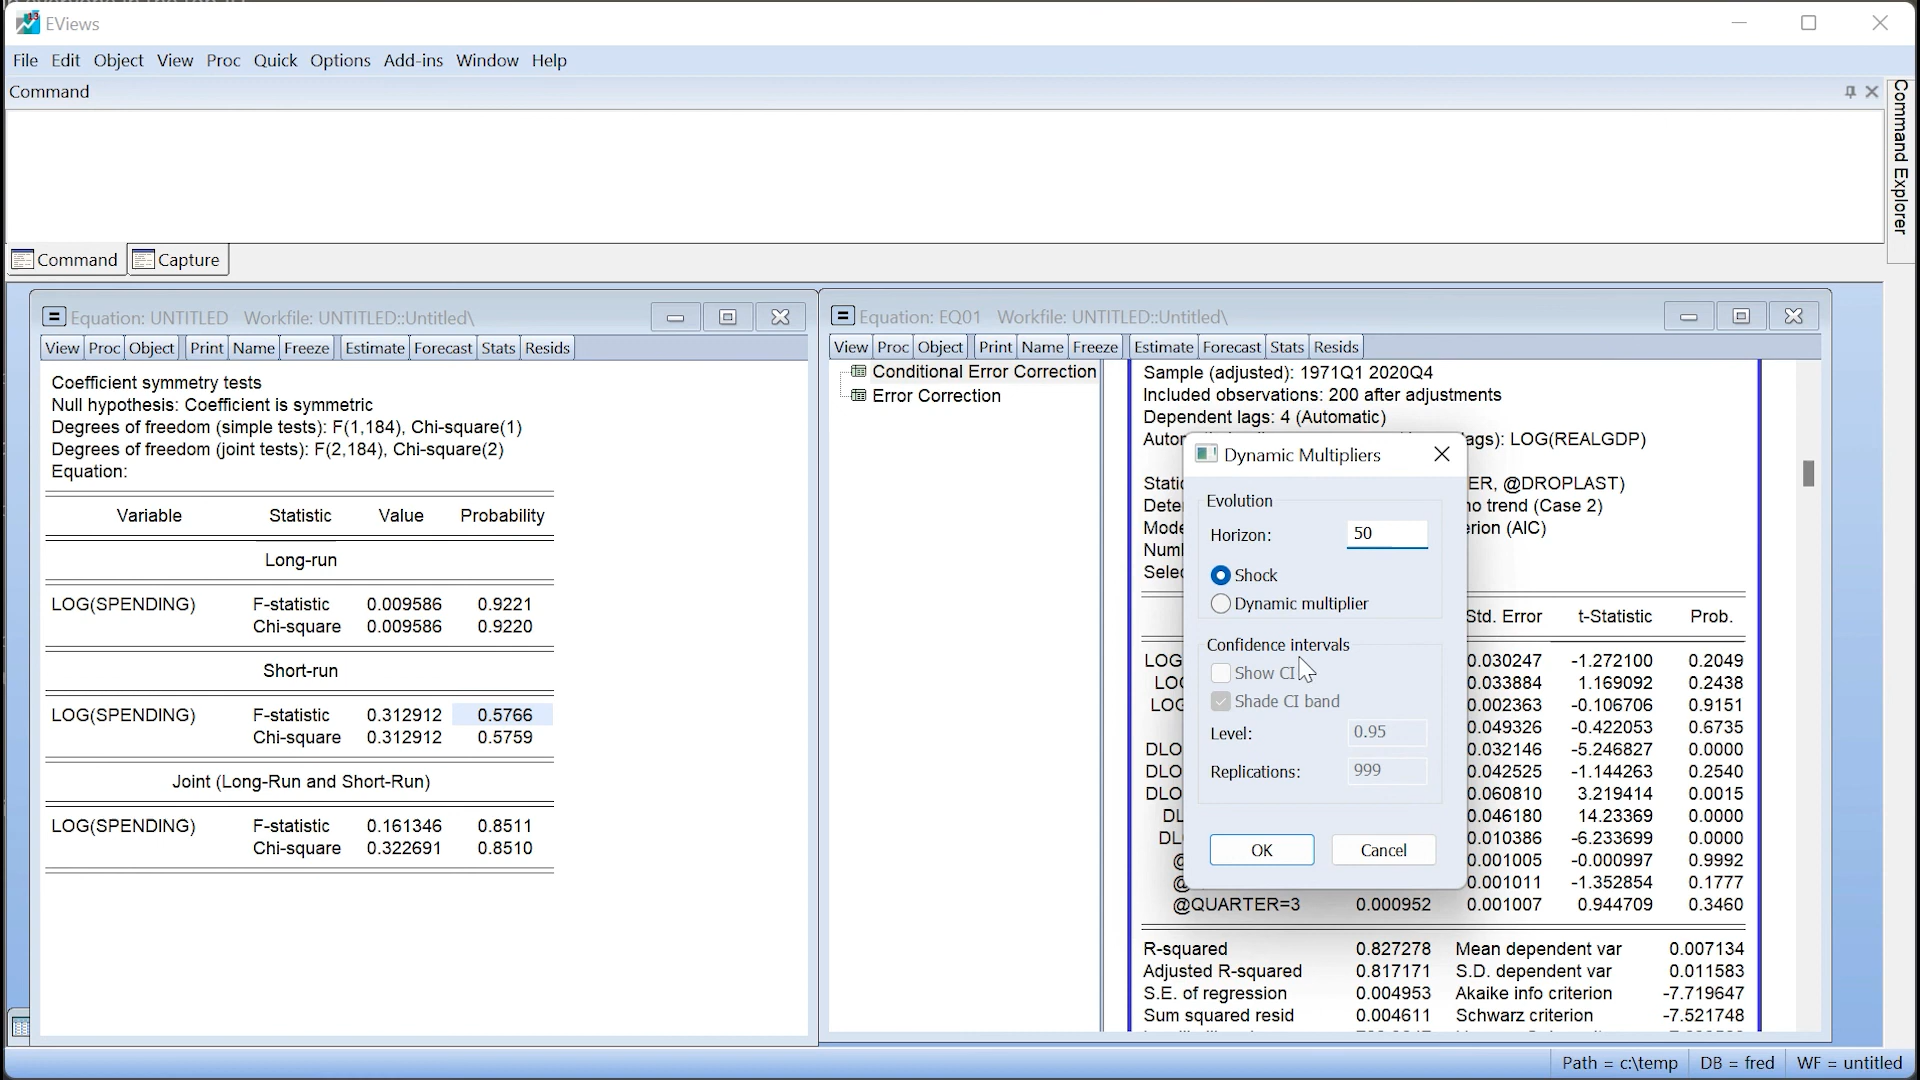 EViews
File Edit Object View Proc Quick Options Add-ins Window Help
Command
Command Explorer
Command Capture
Equation: UNTITLED Workfile: UNTITLED::Untitled\
View Proc Object Print Name Freeze Estimate Forecast Stats Resids
Coefficient symmetry tests
Null hypothesis: Coefficient is symmetric
Degrees of freedom (simple tests): F(1,184), Chi-square(1)
Degrees of freedom (joint tests): F(2,184), Chi-square(2)
Equation:
Variable Statistic Value Probability
Long-run
LOG(SPENDING) F-statistic 0.009586 0.9221
Chi-square 0.009586 0.9220
Short-run
LOG(SPENDING) F-statistic 0.312912 0.5766
Chi-square 0.312912 0.5759
Joint (Long-Run and Short-Run)
LOG(SPENDING) F-statistic 0.161346 0.8511
Chi-square 0.322691 0.8510
Equation: EQ01 Workfile: UNTITLED::Untitled\
View Proc Object Print Name Freeze Estimate Forecast Stats Resids
Conditional Error Correction
Error Correction
Sample (adjusted): 1971Q1 2020Q4
Included observations: 200 after adjustments
Dependent lags: 4 (Automatic)
lags): LOG(REALGDP)
ER, @DROPLAST)
no trend (Case 2)
erion (AIC)
Std. Error t-Statistic Prob.
LOG 0.030247 -1.272100 0.2049
LOG 0.033884 1.169092 0.2438
LOG 0.002363 -0.106706 0.9151
0.049326 -0.422053 0.6735
DLO 0.032146 -5.246827 0.0000
DLO 0.042525 -1.144263 0.2540
DLO 0.060810 3.219414 0.0015
DL 0.046180 14.23369 0.0000
DL 0.010386 -6.233699 0.0000
@ 0.001005 -0.000997 0.9992
@ 0.001011 -1.352854 0.1777
@QUARTER=3 0.000952 0.001007 0.944709 0.3460
R-squared 0.827278 Mean dependent var 0.007134
Adjusted R-squared 0.817171 S.D. dependent var 0.011583
S.E. of regression 0.004953 Akaike info criterion -7.719647
Sum squared resid 0.004611 Schwarz criterion -7.521748
Dynamic Multipliers
Evolution
Horizon: 50
Shock
Dynamic multiplier
Confidence intervals
Show CI
Shade CI band
Level: 0.95
Replications: 999
OK Cancel
Path = c:\temp DB = fred WF = untitled